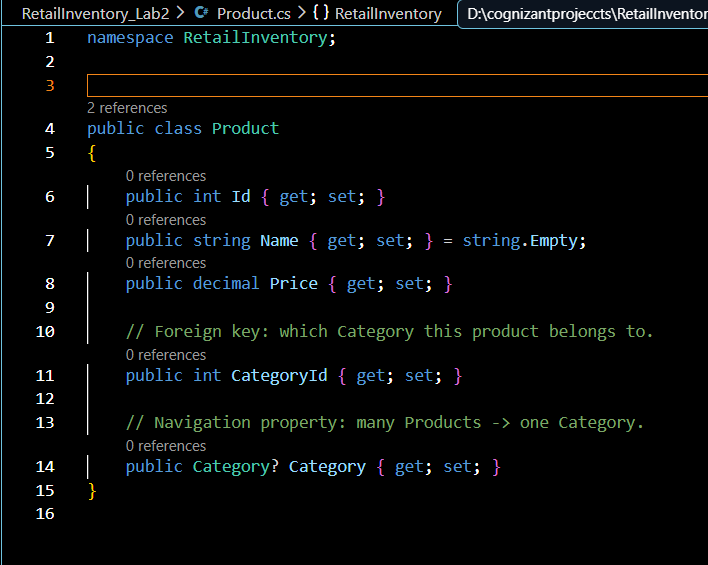 RetailInventory_Lab2 > Product.cs > {} RetailInventory
D:\cognizantprojeccts\RetailInventor
1 namespace RetailInventory;
2
3
2 references
4 public class Product
5 {
0 references
6 public int Id { get; set; }
0 references
7 public string Name { get; set; } = string.Empty;
0 references
8 public decimal Price { get; set; }
9
10 // Foreign key: which Category this product belongs to.
0 references
11 public int CategoryId { get; set; }
12
13 // Navigation property: many Products -> one Category.
0 references
14 public Category? Category { get; set; }
15 }
16